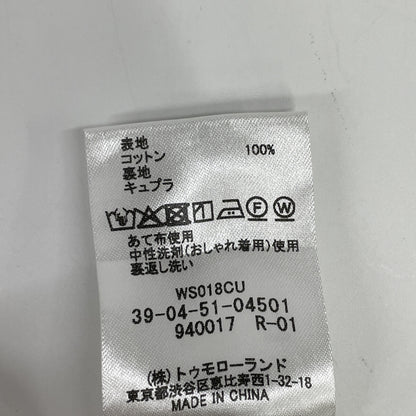 表地
コットン 100%
裏地
キュプラ
F W
あて布使用
中性洗剤(おしゃれ着用)使用
裏返し洗い
WS018CU
39-04-51-04501
940017 R-01
(株)トゥモローランド
東京都渋谷区恵比寿西1-32-18
MADE IN CHINA